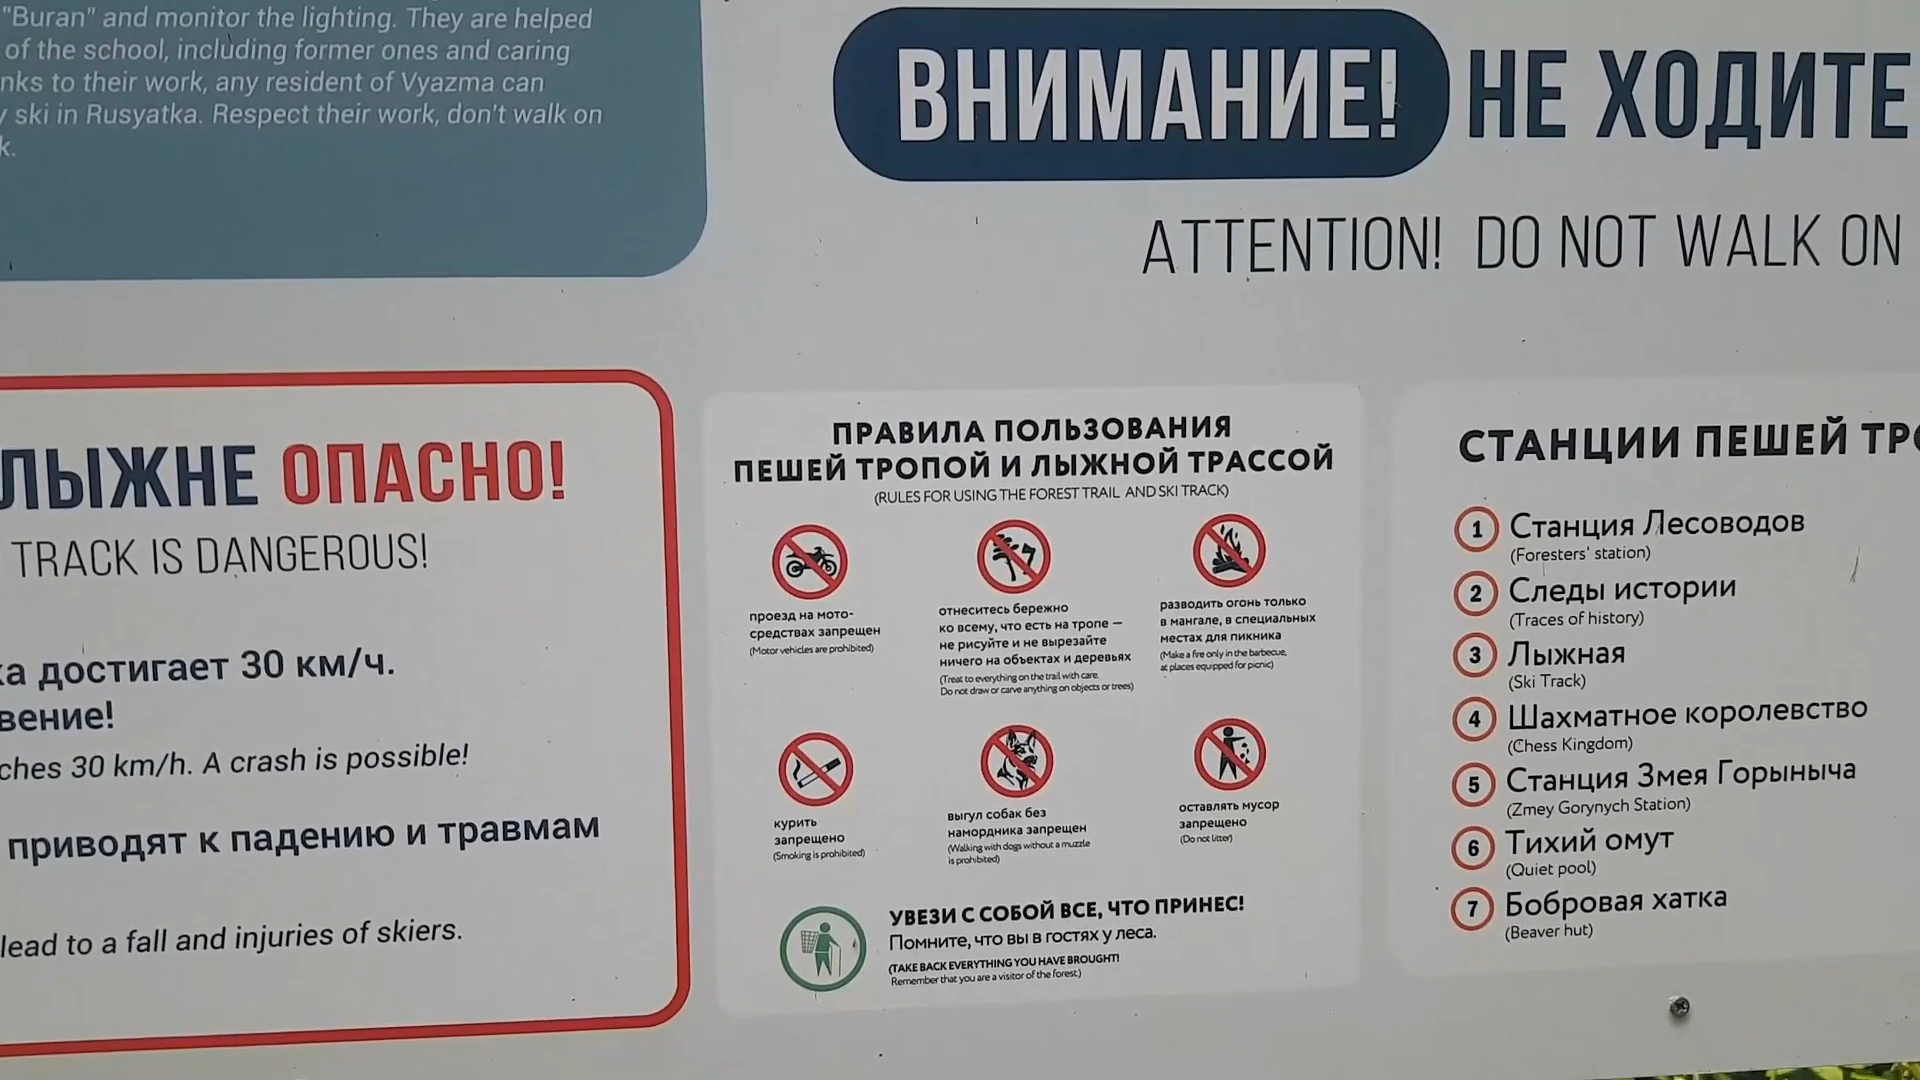 "Buran" and monitor the lighting. They are helped
of the school, including former ones and caring
nks to their work, any resident of Vyazma can
ski in Rusyatka. Respect their work, don't walk on
k.
ВНИМАНИЕ! НЕ ХОДИТЕ
ATTENTION! DO NOT WALK ON
ЛЫЖНЕ ОПАСНО!
TRACK IS DANGEROUS!
ка достигает 30 км/ч.
вение!
ches 30 km/h. A crash is possible!
приводят к падению и травмам
lead to a fall and injuries of skiers.
ПРАВИЛА ПОЛЬЗОВАНИЯ
ПЕШЕЙ ТРОПОЙ И ЛЫЖНОЙ ТРАССОЙ
(RULES FOR USING THE FOREST TRAIL AND SKI TRACK)
проезд на мото-
средствах запрещен
(Motor vehicles are prohibited)
отнеситесь бережно
ко всему, что есть на тропе —
не рисуйте и не вырезайте
ничего на объектах и деревьях
(Treat to everything on the trail with care.
Do not draw or carve anything on objects or trees)
разводить огонь только
в мангале, в специальных
местах для пикника
(Make a fire only in the barbecue,
at places equipped for picnic)
курить
запрещено
(Smoking is prohibited)
выгул собак без
намордника запрещен
(Walking with dogs without a muzzle
is prohibited)
оставлять мусор
запрещено
(Do not litter)
УВЕЗИ С СОБОЙ ВСЕ, ЧТО ПРИНЕС!
Помните, что вы в гостях у леса.
(TAKE BACK EVERYTHING YOU HAVE BROUGHT!
Remember that you are a visitor of the forest)
СТАНЦИИ ПЕШЕЙ ТРО
1 Станция Лесоводов
(Foresters' station)
2 Следы истории
(Traces of history)
3 Лыжная
(Ski Track)
4 Шахматное королевство
(Chess Kingdom)
5 Станция Змея Горыныча
(Zmey Gorynych Station)
6 Тихий омут
(Quiet pool)
7 Бобровая хатка
(Beaver hut)